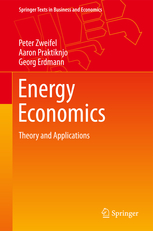 Springer Texts in Business and Economics
Peter Zweifel
Aaron Praktiknjo
Georg Erdmann
Energy
Economics
Theory and Applications
Springer